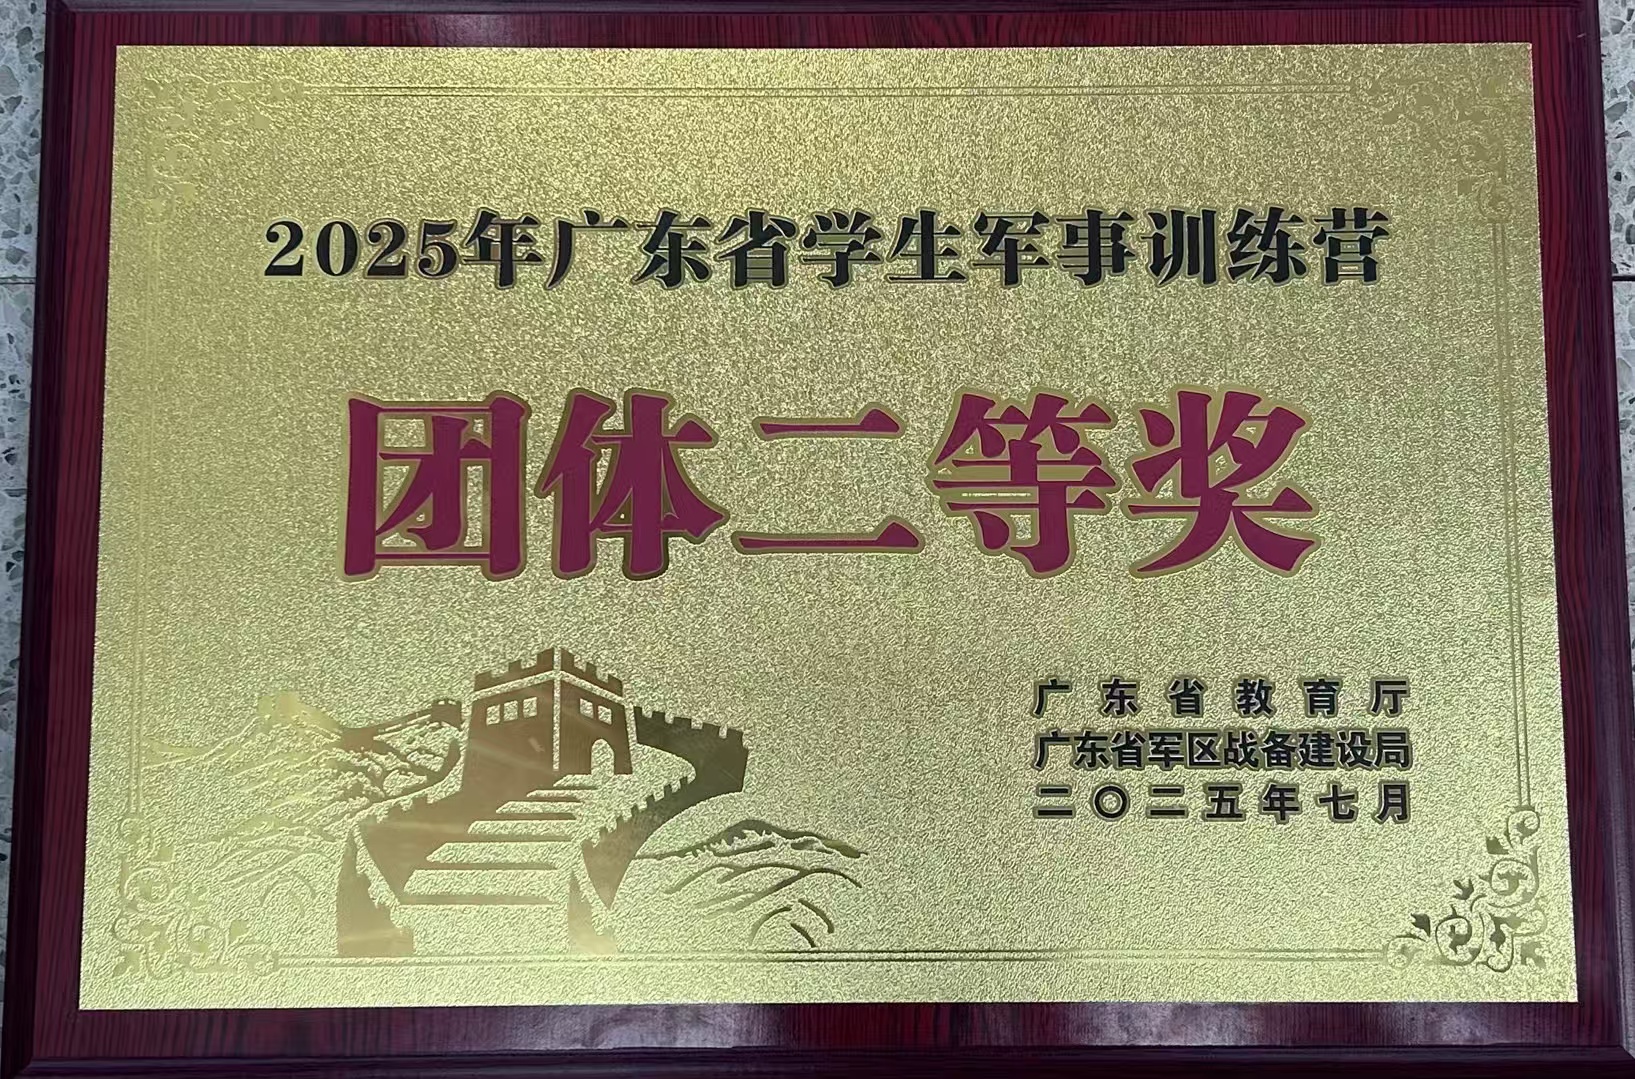 2025年广东省学生军事训练营
团体二等奖
广东省教育厅
广东省军区战备建设局
二〇二五年七月